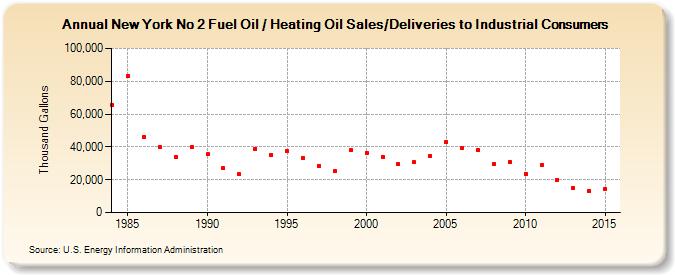 Annual New York No 2 Fuel Oil / Heating Oil Sales/Deliveries to Industrial Consumers
Thousand Gallons
100,000
80,000
60,000
40,000
20,000
0
1985 1990 1995 2000 2005 2010 2015
Source: U.S. Energy Information Administration